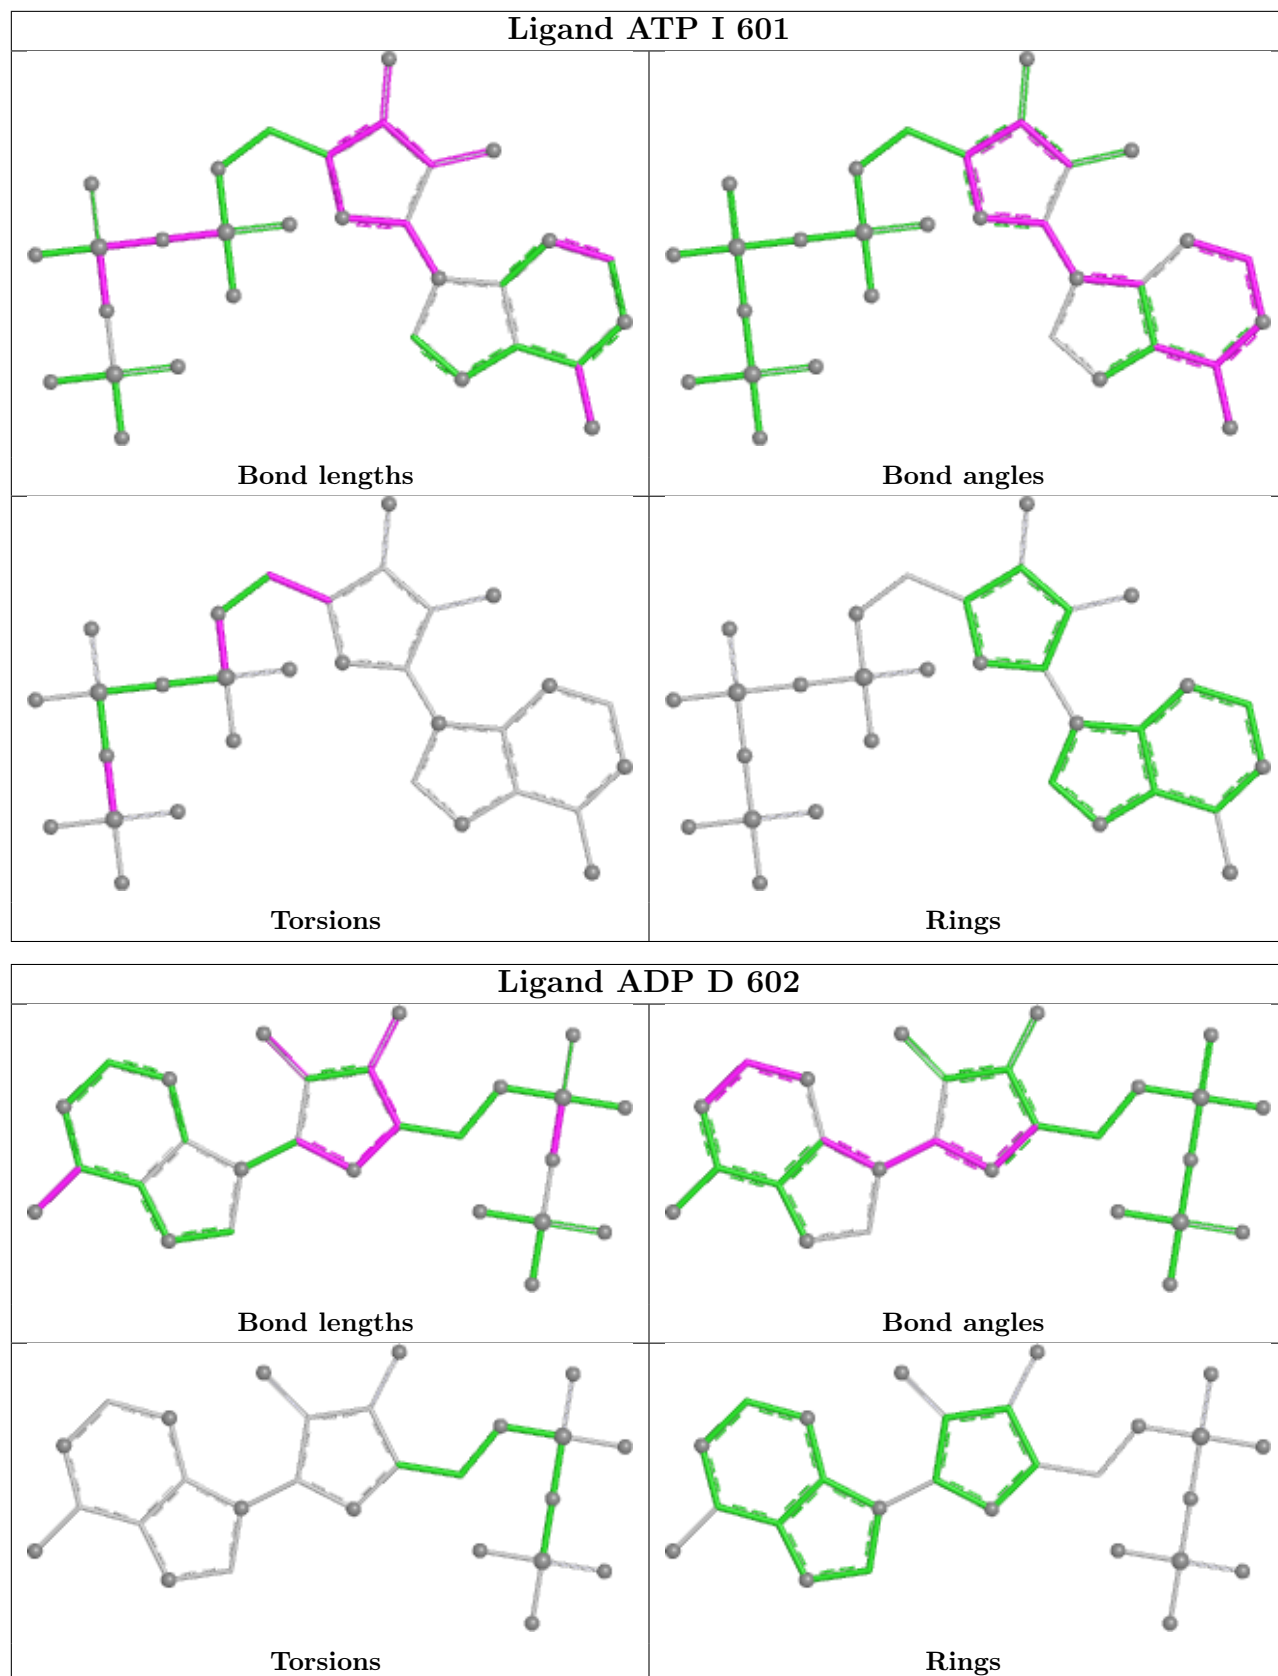 Ligand ATP I 601
Bond lengths
Bond angles
Torsions
Rings
Ligand ADP D 602
Bond lengths
Bond angles
Torsions
Rings